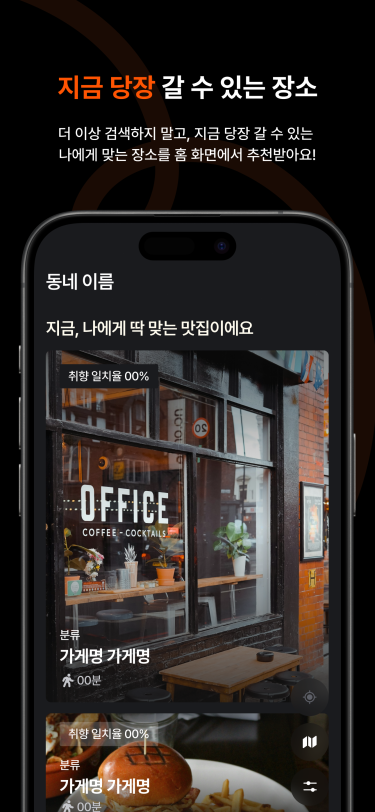 지금 당장 갈 수 있는 장소
더 이상 검색하지 말고, 지금 당장 갈 수 있는
나에게 맞는 장소를 홈 화면에서 추천받아요!
동네 이름
지금, 나에게 딱 맞는 맛집이에요
취향 일치율 00%
20
OFFICE
COFFEE - COCKTAILS
분류
가게명 가게명
00분
취향 일치율 00%
분류
가게명 가게명
00분